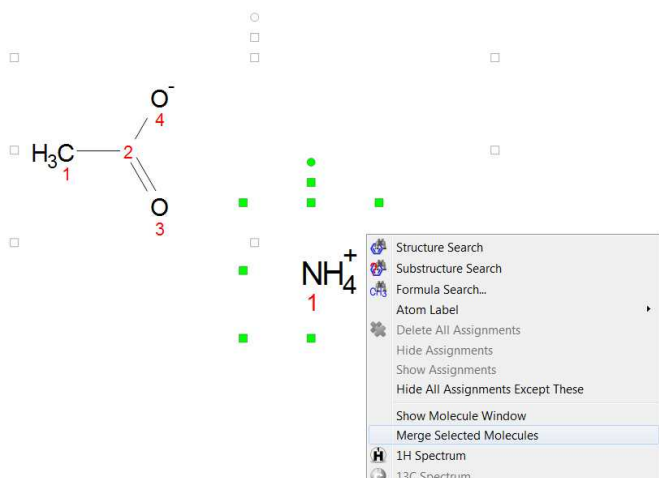 O-
4
H3C
1
2
O
3
NH4+
1
Structure Search
Substructure Search
CH3 Formula Search...
Atom Label
Delete All Assignments
Hide Assignments
Show Assignments
Hide All Assignments Except These
Show Molecule Window
Merge Selected Molecules
H 1H Spectrum
13C Spectrum